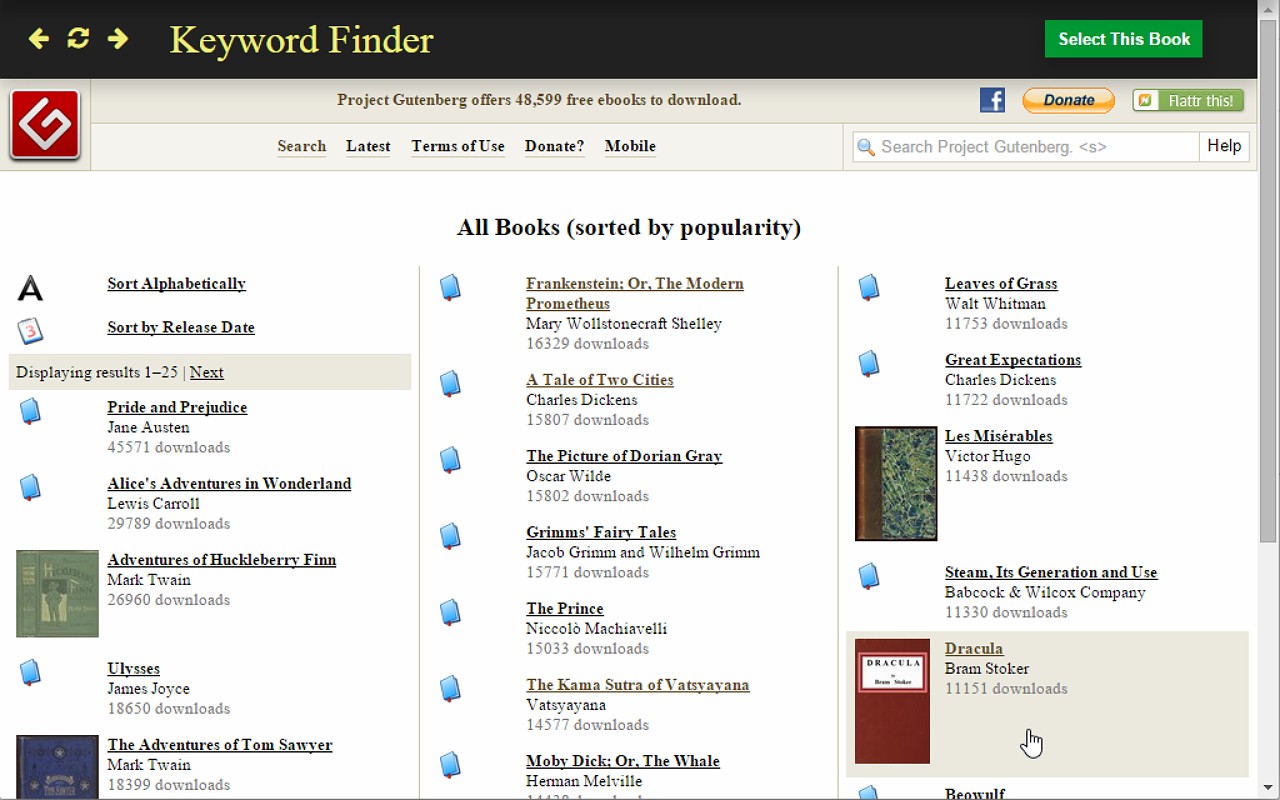 Keyword Finder
Select This Book
Project Gutenberg offers 48,599 free ebooks to download.
Donate
Flattr this!
Search Latest Terms of Use Donate? Mobile
Search Project Gutenberg. <s>
Help
All Books (sorted by popularity)
Sort Alphabetically
3
Sort by Release Date
Displaying results 1–25 | Next
Pride and Prejudice
Jane Austen
45571 downloads
Alice's Adventures in Wonderland
Lewis Carroll
29789 downloads
HUCKLEBERRY
FINN
Adventures of Huckleberry Finn
Mark Twain
26960 downloads
Ulysses
James Joyce
18650 downloads
The Adventures of Tom Sawyer
Mark Twain
18399 downloads
Frankenstein; Or, The Modern
Prometheus
Mary Wollstonecraft Shelley
16329 downloads
A Tale of Two Cities
Charles Dickens
15807 downloads
The Picture of Dorian Gray
Oscar Wilde
15802 downloads
Grimms' Fairy Tales
Jacob Grimm and Wilhelm Grimm
15771 downloads
The Prince
Niccolò Machiavelli
15033 downloads
The Kama Sutra of Vatsyayana
Vatsyayana
14577 downloads
Moby Dick; Or, The Whale
Herman Melville
Leaves of Grass
Walt Whitman
11753 downloads
Great Expectations
Charles Dickens
11722 downloads
Les Misérables
Victor Hugo
11438 downloads
Steam, Its Generation and Use
Babcock & Wilcox Company
11330 downloads
DRACULA
by
Bram Stoker
Dracula
Bram Stoker
11151 downloads
Beowulf